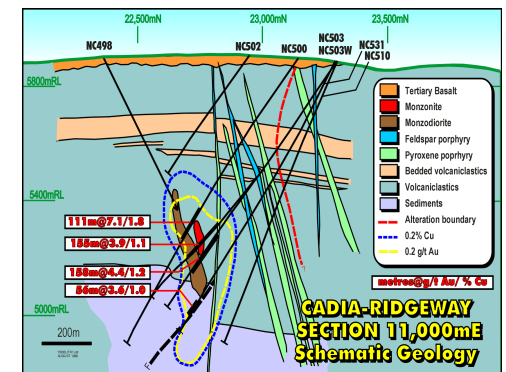 22,500mN
23,000mN
23,500mN
NC498
NC502
NC500
NC503
NC503W
NC531
NC510
5800mRL
5400mRL
5000mRL
Tertiary Basalt
Monzonite
Monzodiorite
Feldspar porphyry
Pyroxene poprhyry
Bedded volcaniclastics
Volcaniclastics
Sediments
Alteration boundary
0.2% Cu
0.2 g/t Au
111m@7.1/1.8
155m@3.9/1.1
158m@4.4/1.2
56m@3.6/1.0
metres@g/t Au/ % Cu
CADIA-RIDGEWAY
SECTION 11,000mE
Schematic Geology
200m
F